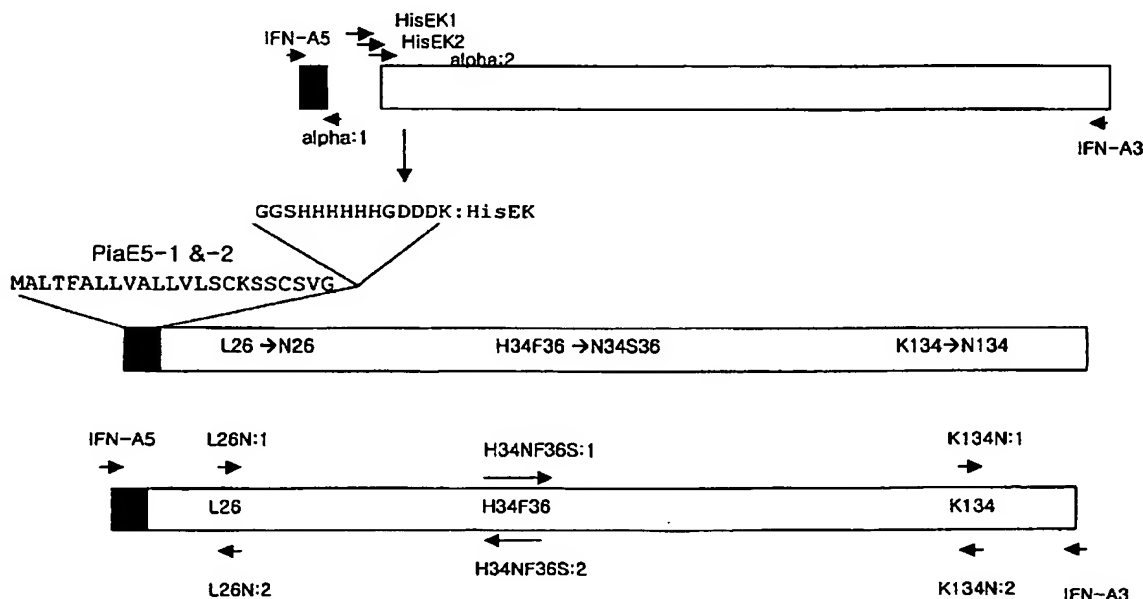 HisEK1
IFN-A5
HisEK2
alpha:2
alpha:1
IFN-A3
GGSHHHHHHGDDDK:HisEK
PiaE5-1 &-2
MALTFALLVALLVLSCKSSCSVG
L26 →N26
H34F36 →N34S36
K134→N134
IFN-A5
L26N:1
H34NF36S:1
K134N:1
L26
H34F36
K134
L26N:2
H34NF36S:2
K134N:2
IFN-A3